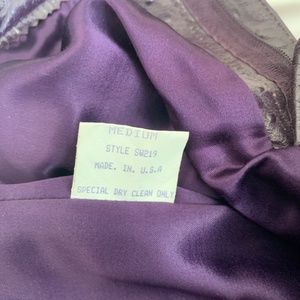 MEDIUM
STYLE SW219
MADE. IN. U.S.A
SPECIAL DRY CLEAN ONLY